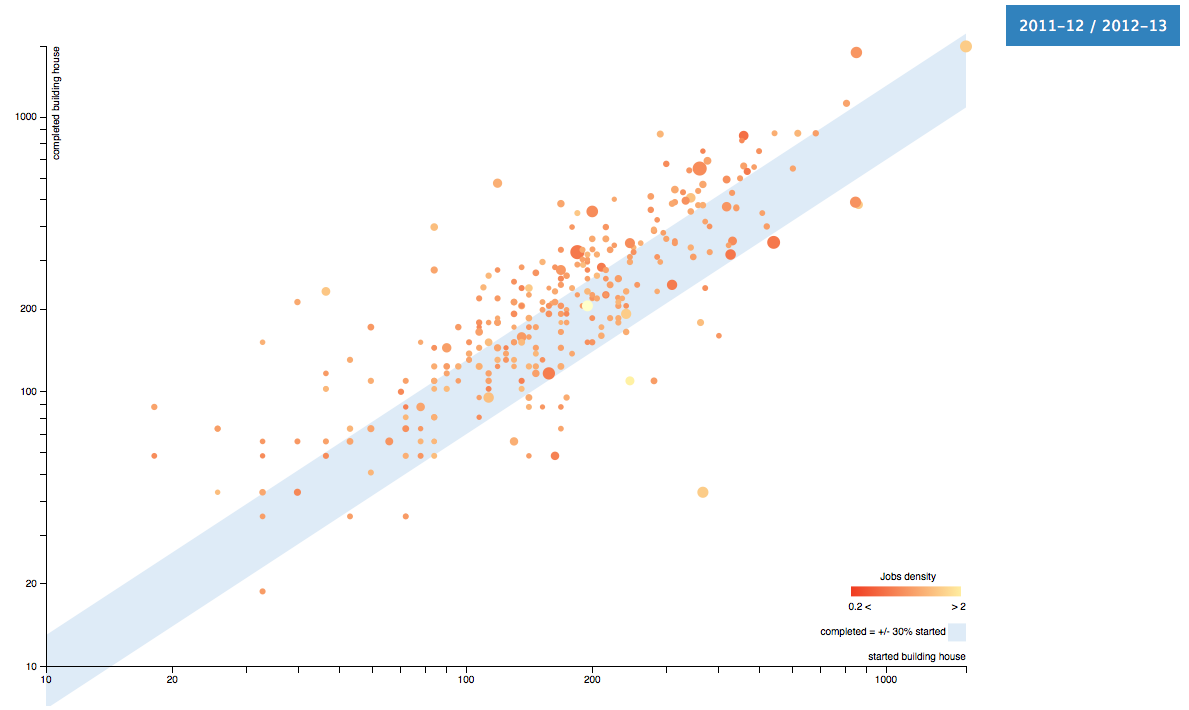 2011-12 / 2012-13
completed building house
1000
200
100
20
10
Jobs density
0.2 <
> 2
completed = +/- 30% started
started building house
10
20
100
200
1000